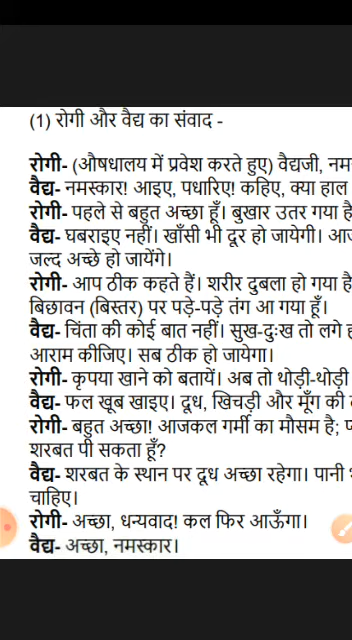 (1) रोगी और वैद्य का संवाद -
रोगी- (औषधालय में प्रवेश करते हुए) वैद्यजी, नम
वैद्य- नमस्कार! आइए, पधारिए! कहिए, क्या हाल
रोगी- पहले से बहुत अच्छा हूँ। बुखार उतर गया है
वैद्य- घबराइए नहीं। खाँसी भी दूर हो जायेगी। आज
जल्द अच्छे हो जायेंगे।
रोगी- आप ठीक कहते हैं। शरीर दुबला हो गया है
बिछावन (बिस्तर) पर पड़े-पड़े तंग आ गया हूँ।
वैद्य- चिंता की कोई बात नहीं। सुख-दुःख तो लगे
आराम कीजिए। सब ठीक हो जायेगा।
रोगी- कृपया खाने को बतायें। अब तो थोड़ी-थोड़ी
वैद्य- फल खूब खाइए। दूध, खिचड़ी और मूँग की
रोगी- बहुत अच्छा! आजकल गर्मी का मौसम है;
शरबत पी सकता हूँ?
वैद्य- शरबत के स्थान पर दूध अच्छा रहेगा। पानी
चाहिए।
रोगी- अच्छा, धन्यवाद! कल फिर आऊँगा।
वैद्य- अच्छा, नमस्कार।